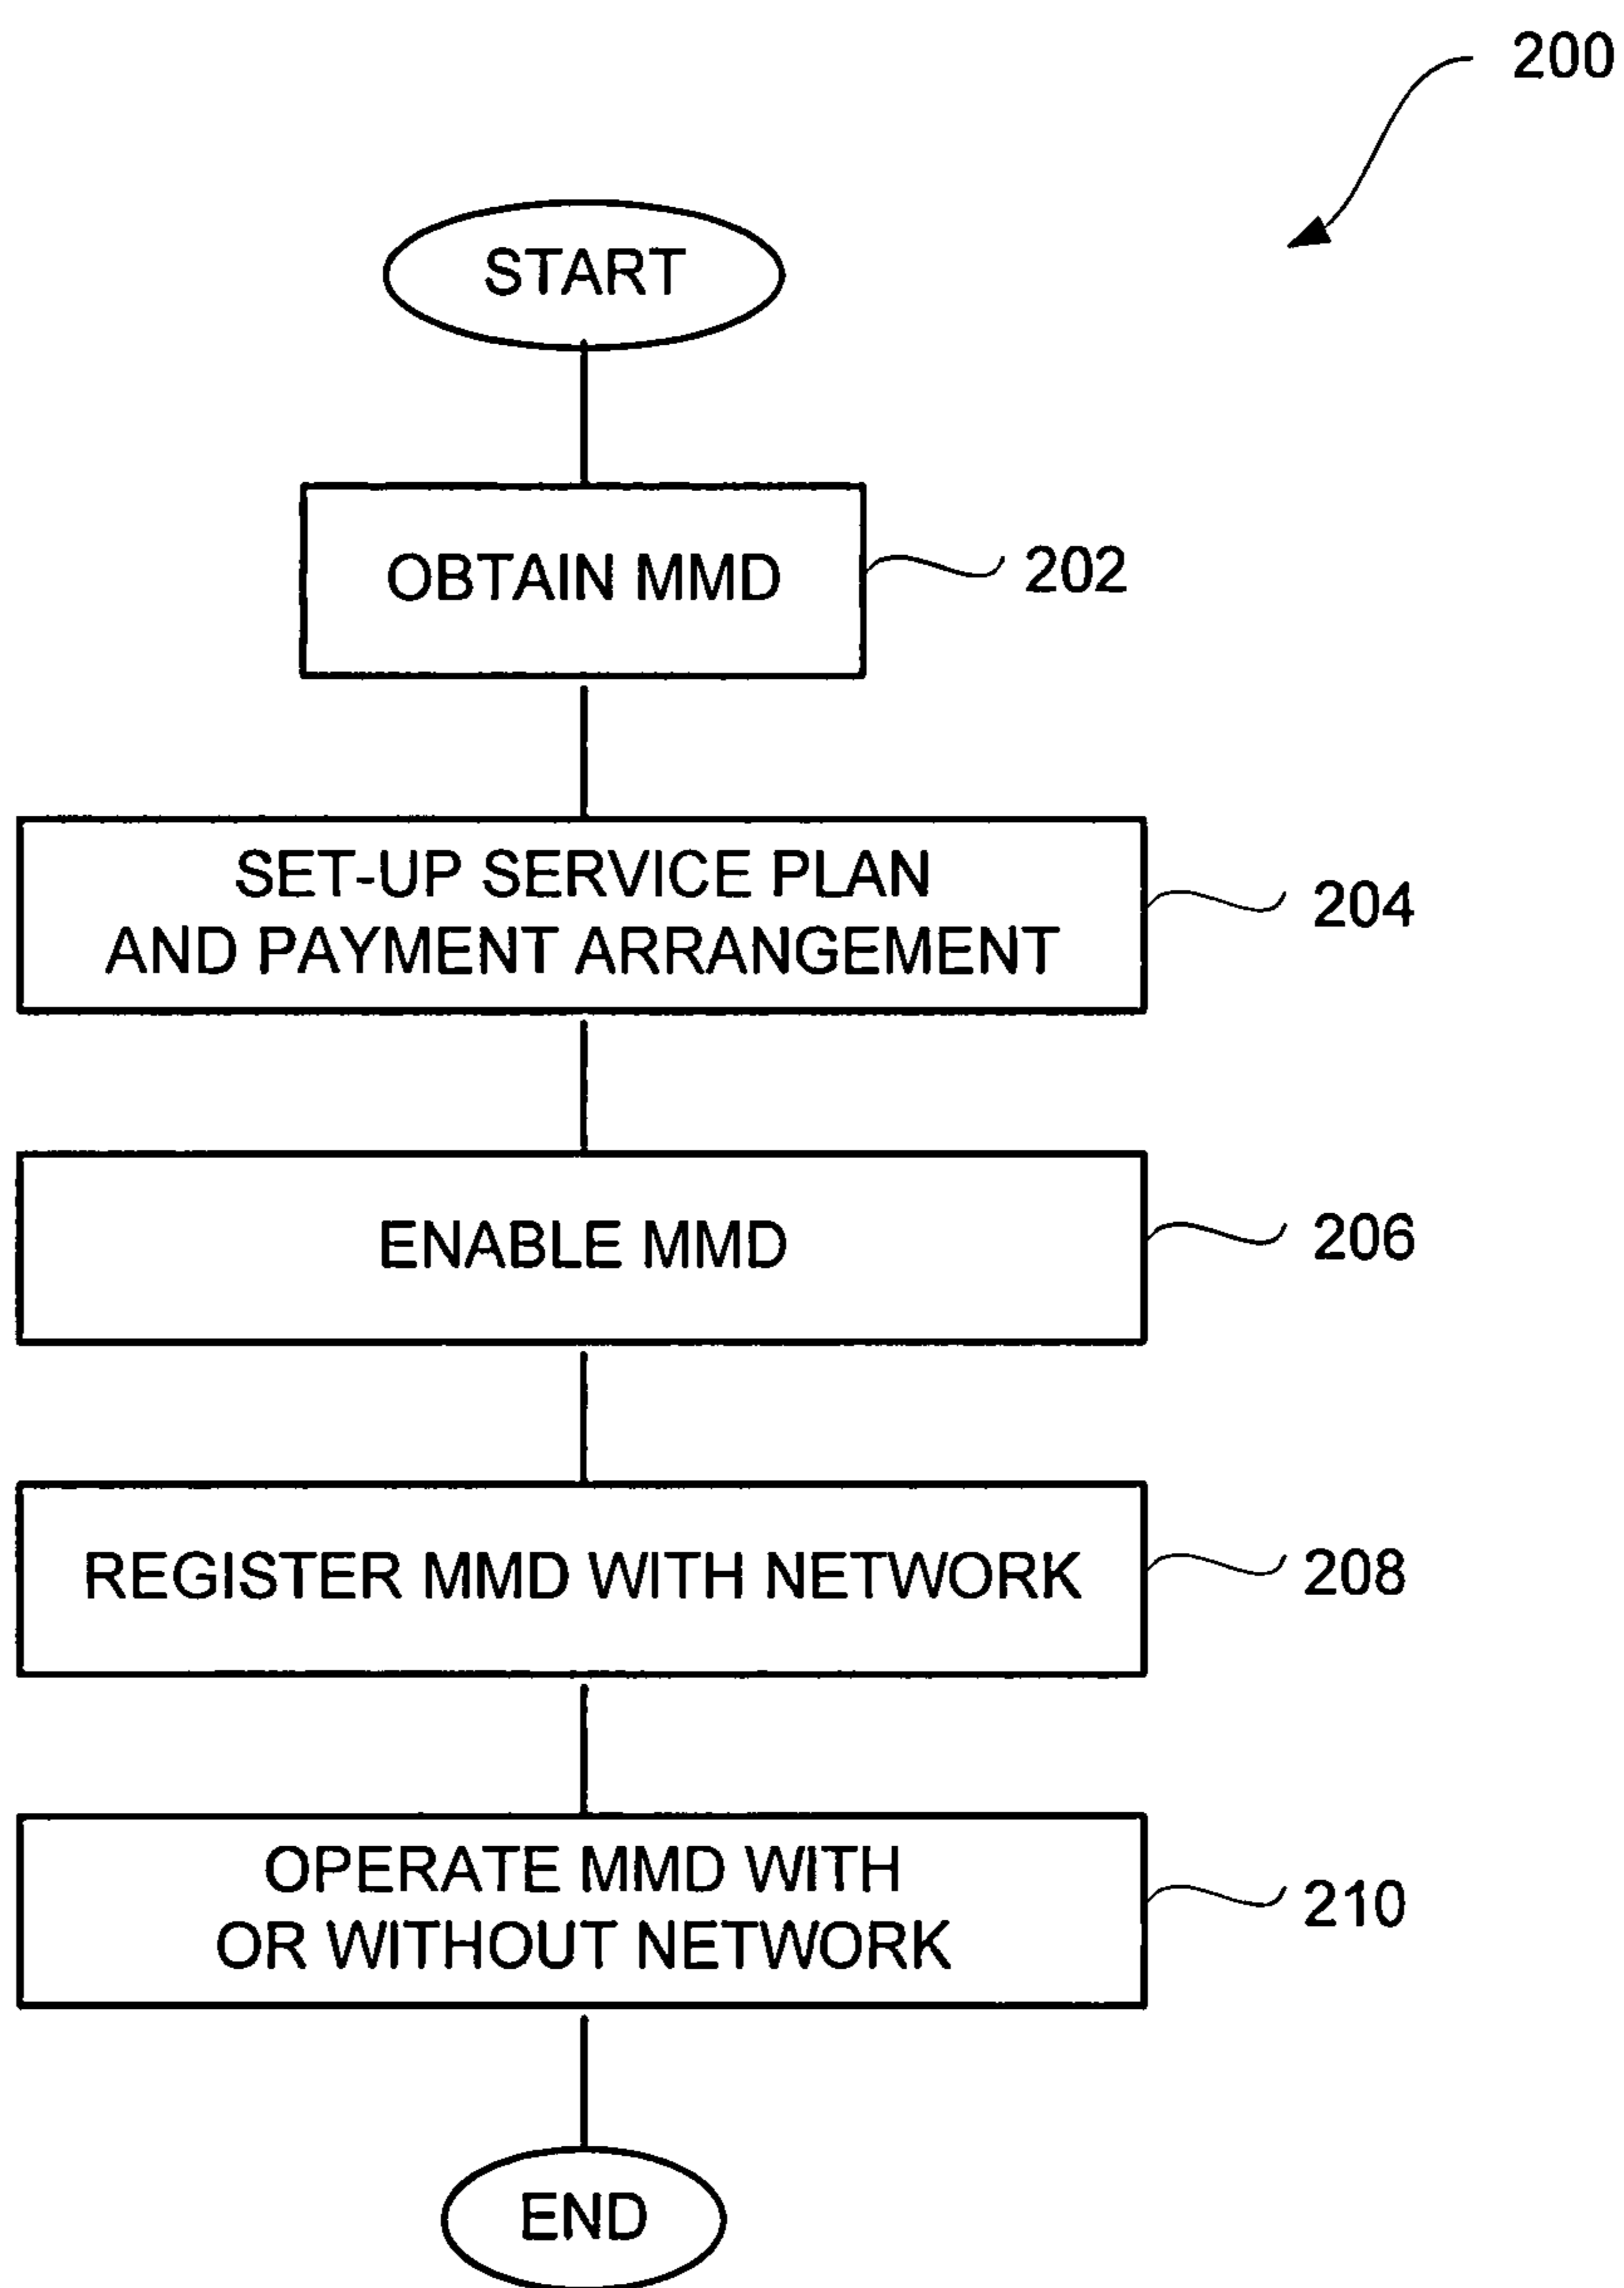 200
START
OBTAIN MMD
202
SET-UP SERVICE PLAN
AND PAYMENT ARRANGEMENT
204
ENABLE MMD
206
REGISTER MMD WITH NETWORK
208
OPERATE MMD WITH
OR WITHOUT NETWORK
210
END